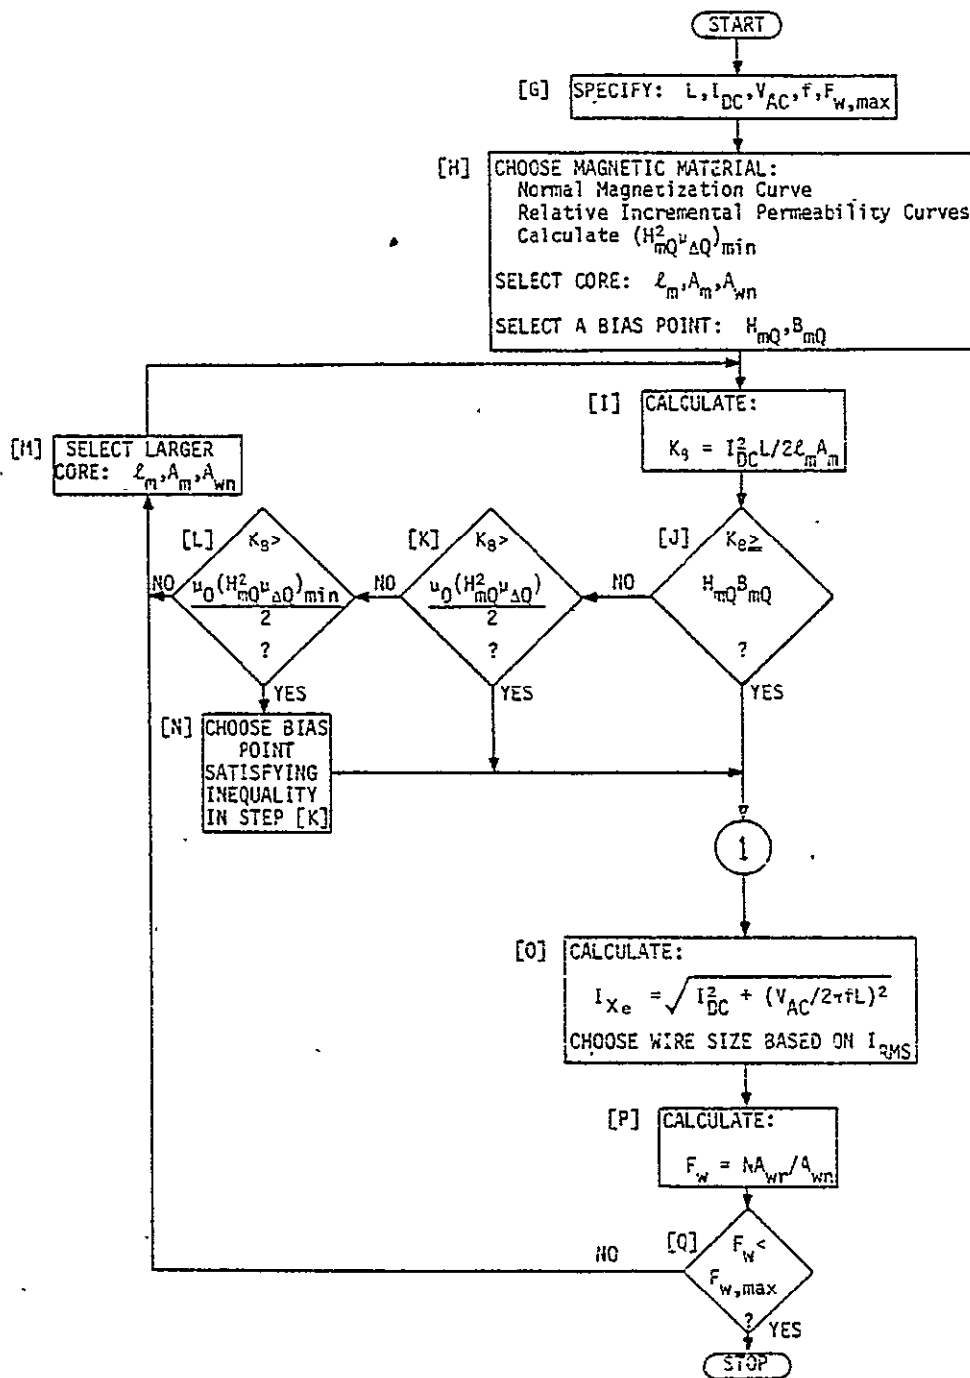 START
[G] SPECIFY: L,I_DC,V_AC,f,F_w,max
[H] CHOOSE MAGNETIC MATERIAL:
Normal Magnetization Curve
Relative Incremental Permeability Curves
Calculate (H²_mQ μ_ΔQ)min
SELECT CORE: ℓ_m,A_m,A_wn
SELECT A BIAS POINT: H_mQ,B_mQ
[I] CALCULATE:
K_s = I²_DC L/2ℓ_m A_m
[M] SELECT LARGER
CORE: ℓ_m,A_m,A_wn
[J] K_e≥
H_mQ B_mQ
?
NO
YES
[K] K_s>
μ_0(H²_mQ μ_ΔQ)
2
?
NO
YES
[L] K_s>
μ_0(H²_mQ μ_ΔQ)min
2
?
NO
YES
[N] CHOOSE BIAS
POINT
SATISFYING
INEQUALITY
IN STEP [K]
1
[O] CALCULATE:
I_Xe = √I²_DC + (V_AC/2πfL)²
CHOOSE WIRE SIZE BASED ON I_RMS
[P] CALCULATE:
F_w = NA_wr/A_wn
[Q] F_w<
F_w,max
?
NO
YES
STOP